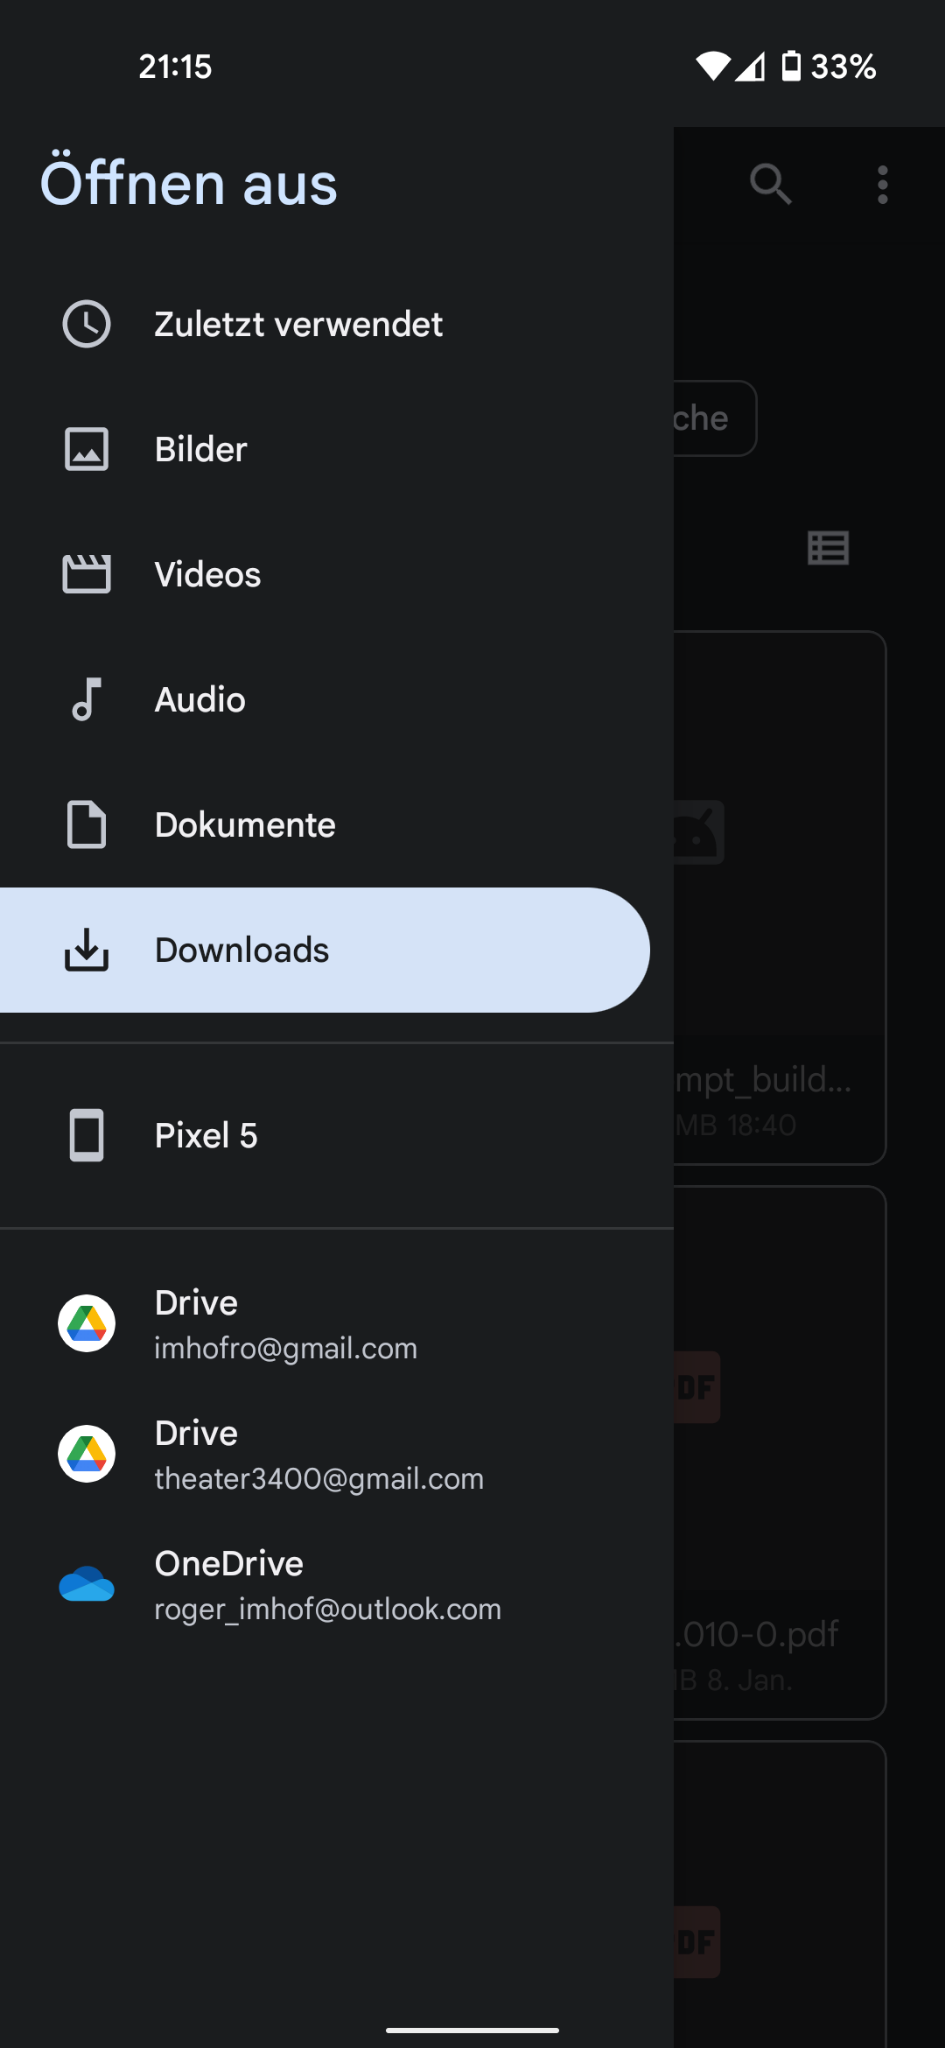 21:15
33%
Öffnen aus
Zuletzt verwendet
Bilder
che
Videos
Audio
Dokumente
Downloads
mpt_build...
MB 18:40
Pixel 5
Drive
imhofro@gmail.com
DF
Drive
theater3400@gmail.com
OneDrive
roger_imhof@outlook.com
.010-0.pdf
B 8. Jan.
DF